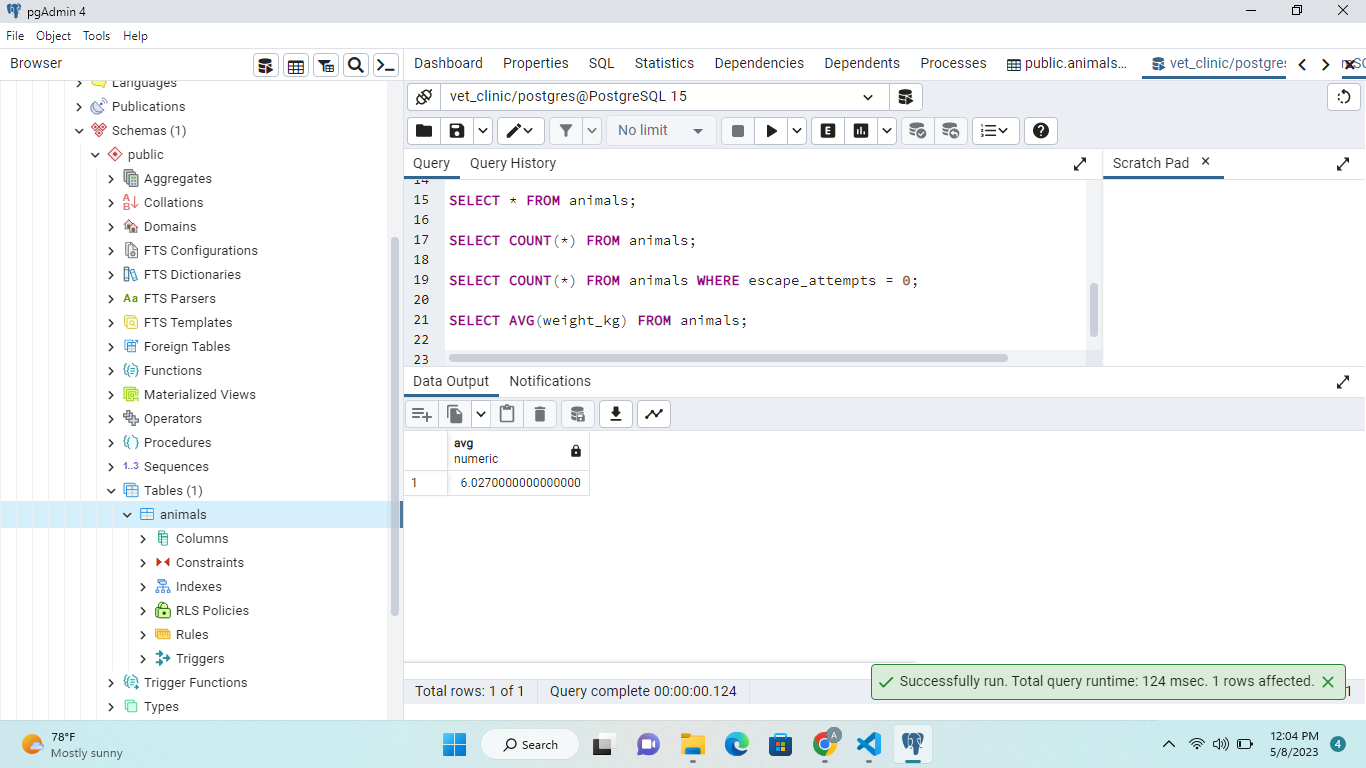 pgAdmin 4
File Object Tools Help
Browser
Dashboard Properties SQL Statistics Dependencies Dependents Processes public.animals... vet_clinic/postgres
Languages
Publications
Schemas (1)
public
Aggregates
Collations
Domains
FTS Configurations
FTS Dictionaries
Aa FTS Parsers
FTS Templates
Foreign Tables
Functions
Materialized Views
Operators
Procedures
1..3 Sequences
Tables (1)
animals
Columns
Constraints
Indexes
RLS Policies
Rules
Triggers
Trigger Functions
Types
vet_clinic/postgres@PostgreSQL 15
No limit
E
Query Query History
Scratch Pad
14
15 SELECT * FROM animals;
16
17 SELECT COUNT(*) FROM animals;
18
19 SELECT COUNT(*) FROM animals WHERE escape_attempts = 0;
20
21 SELECT AVG(weight_kg) FROM animals;
22
23
Data Output Notifications
avg
numeric
1 6.0270000000000000
Total rows: 1 of 1 Query complete 00:00:00.124
Successfully run. Total query runtime: 124 msec. 1 rows affected.
78°F
Mostly sunny
Search
A
12:04 PM
5/8/2023
4